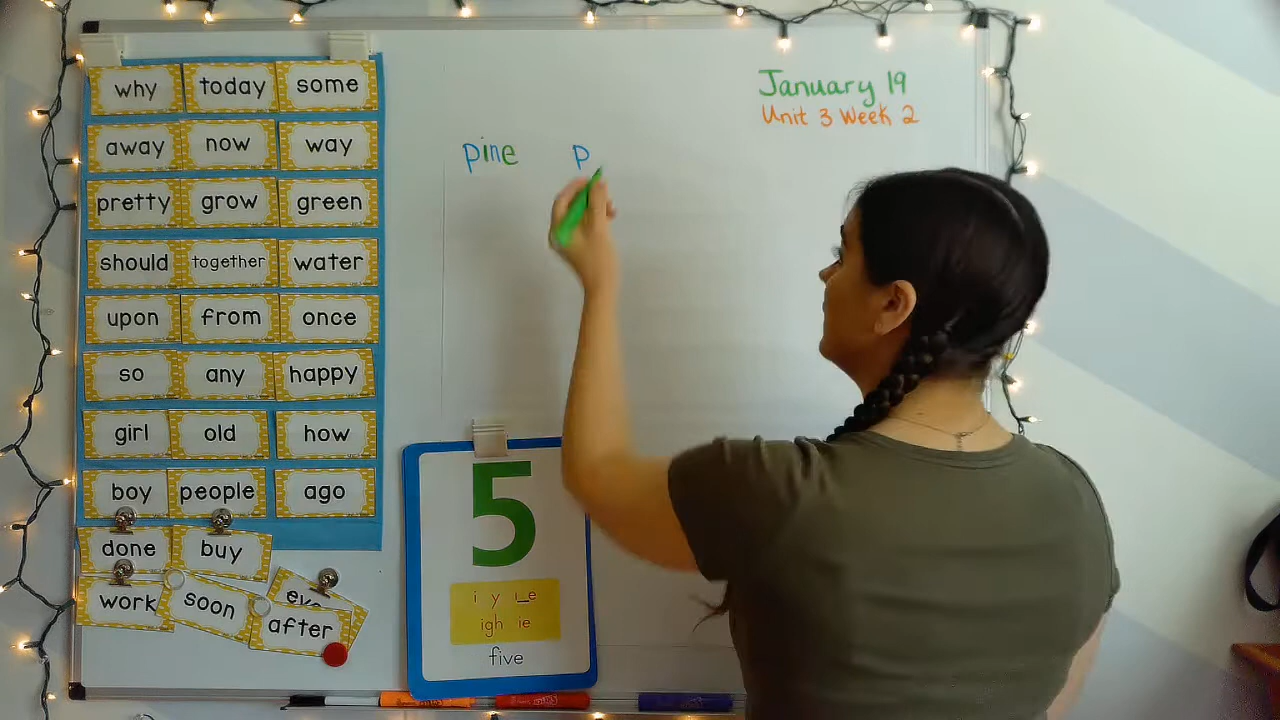 January 19
Unit 3 Week 2
pine p
why today some
away now way
pretty grow green
should together water
upon from once
so any happy
girl old how
boy people ago
done buy
work soon
after
5
i y i_e
igh ie
five